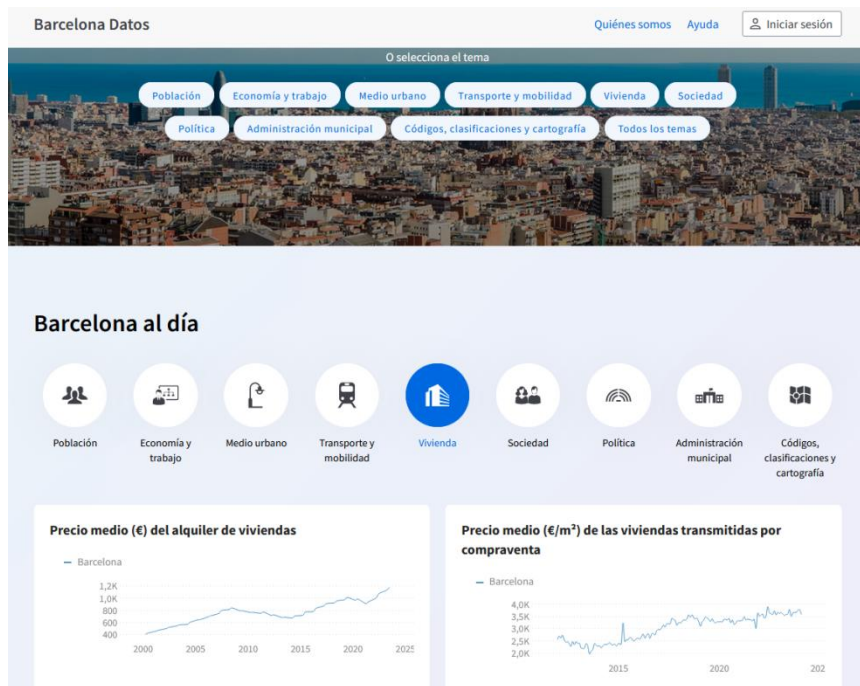 Barcelona Datos
Quiénes somos Ayuda Iniciar sesión
O selecciona el tema
Población Economía y trabajo Medio urbano Transporte y mobilidad Vivienda Sociedad
Política Administración municipal Códigos, clasificaciones y cartografía Todos los temas
Barcelona al día
Población
Economía y
trabajo
Medio urbano
Transporte y
mobilidad
Vivienda
Sociedad
Política
Administración
municipal
Códigos,
clasificaciones y
cartografía
Precio medio (€) del alquiler de viviendas
Barcelona
1,2K
1,0K
800
600
400
2000 2005 2010 2015 2020 2025
Precio medio (€/m²) de las viviendas transmitidas por
compraventa
Barcelona
4,0K
3,5K
3,0K
2,5K
2,0K
2015 2020 202